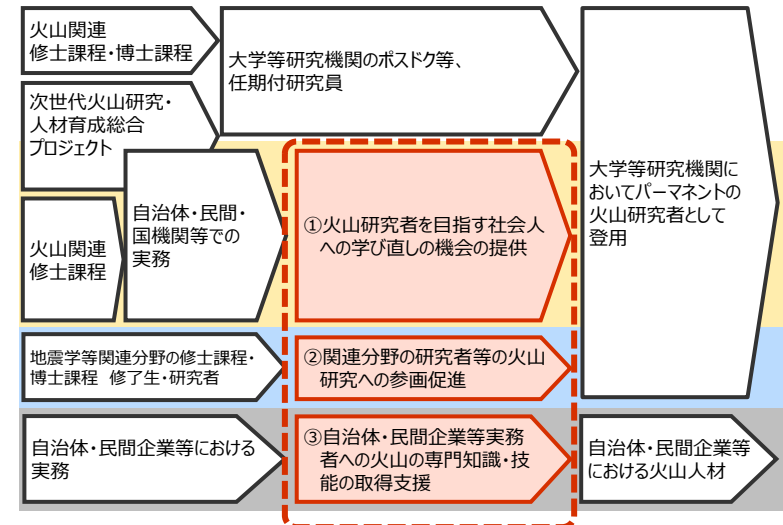 火山関連
修士課程・博士課程
大学等研究機関のポスドク等、
任期付研究員
次世代火山研究・
人材育成総合
プロジェクト
火山関連
修士課程
自治体・民間・
国機関等での
実務
①火山研究者を目指す社会人
への学び直しの機会の提供
大学等研究機関に
おいてパーマネントの
火山研究者として
登用
地震学等関連分野の修士課程・
博士課程　修了生・研究者
②関連分野の研究者等の火山
研究への参画促進
自治体・民間企業等における
実務
③自治体・民間企業等実務
者への火山の専門知識・技
能の取得支援
自治体・民間企業等
における火山人材